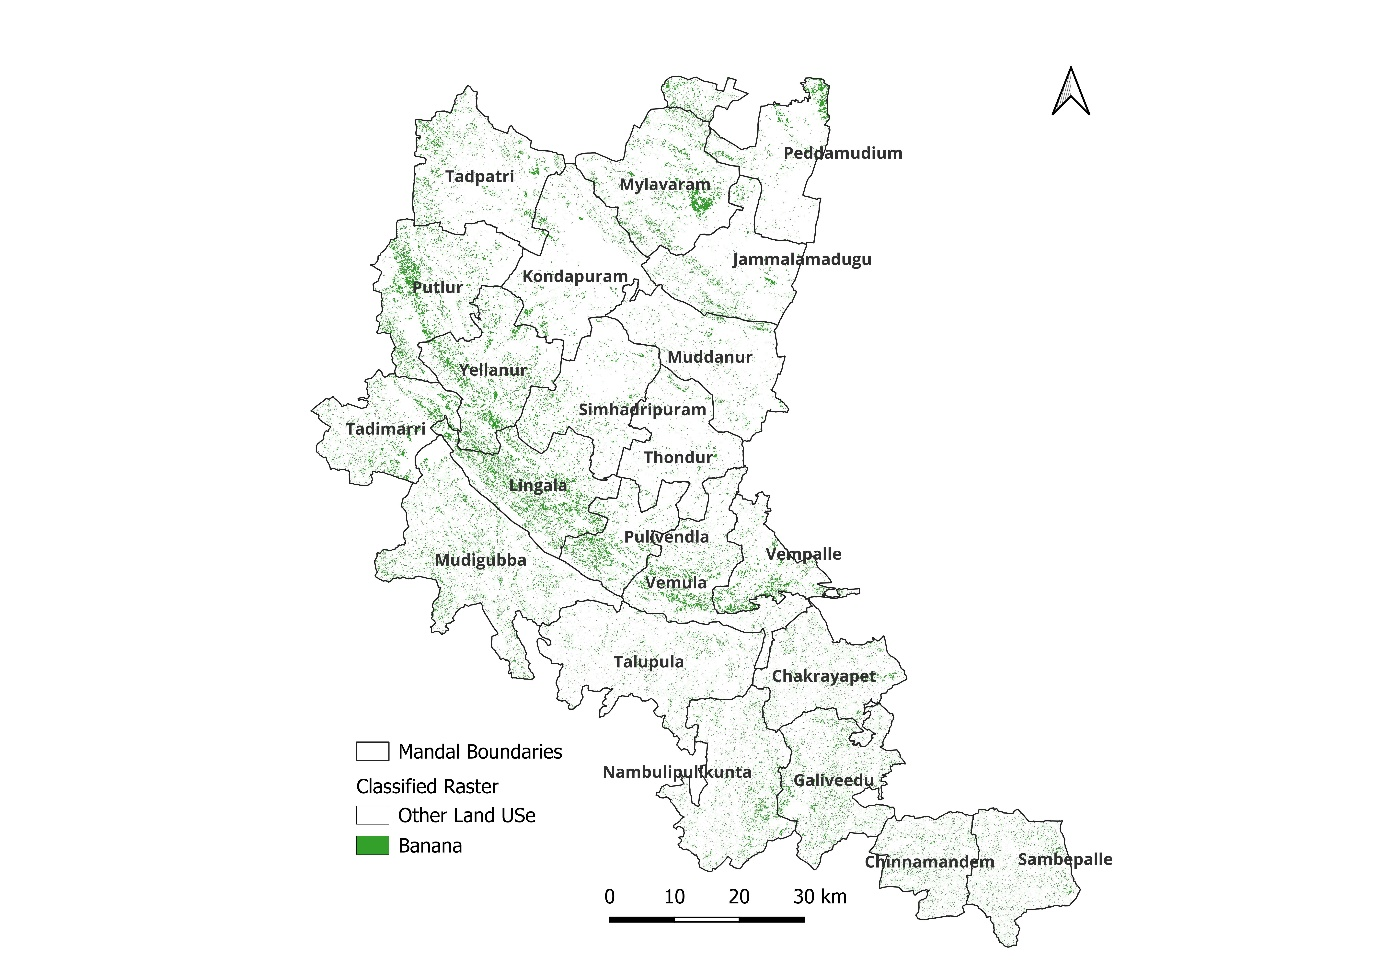 Peddamudium
Tadpatri
Mylavaram
Jammalamadugu
Kondapuram
Putlur
Muddanur
Yellanur
Simhadripuram
Tadimarri
Thondur
Lingala
Pulivendla
Vempalle
Mudigubba
Vemula
Talupula
Chakrayapet
Mandal Boundaries
Nambulipulikunta
Galiveedu
Classified Raster
Other Land USe
Banana
Chinnamandem
Sambepalle
0 10 20 30 km